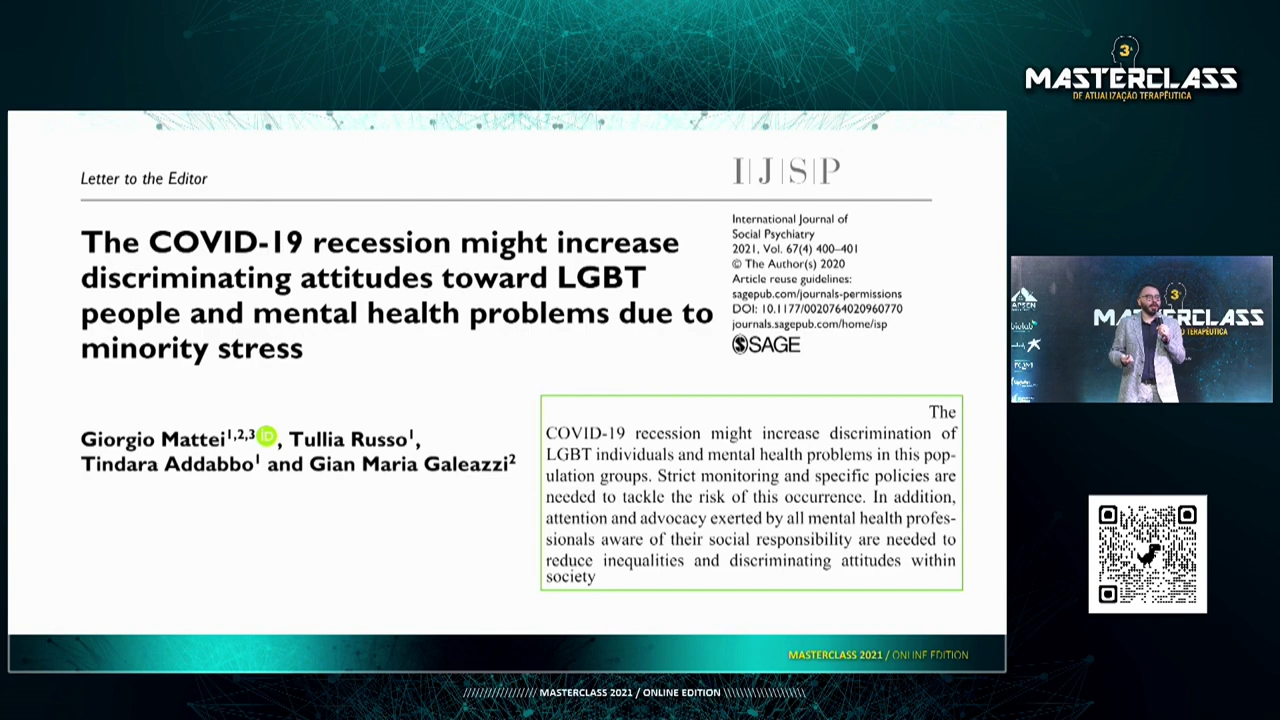 3ª
MASTERCLASS
DE ATUALIZAÇÃO TERAPÊUTICA
Letter to the Editor
I|J|S|P
The COVID-19 recession might increase
discriminating attitudes toward LGBT
people and mental health problems due to
minority stress
International Journal of
Social Psychiatry
2021, Vol. 67(4) 400–401
© The Author(s) 2020
Article reuse guidelines:
sagepub.com/journals-permissions
DOI: 10.1177/0020764020960770
journals.sagepub.com/home/isp
SAGE
Giorgio Mattei1,2,3 iD, Tullia Russo1,
Tindara Addabbo1 and Gian Maria Galeazzi2
The
COVID-19 recession might increase discrimination of
LGBT individuals and mental health problems in this pop-
ulation groups. Strict monitoring and specific policies are
needed to tackle the risk of this occurrence. In addition,
attention and advocacy exerted by all mental health profes-
sionals aware of their social responsibility are needed to
reduce inequalities and discriminating attitudes within
society
3ª
MASTERCLASS
TERAPÊUTICA
APSEN
biolab
MASTERCLASS 2021 / ONLINE EDITION
////////////////// MASTERCLASS 2021 / ONLINE EDITION \\\\\\\\\\\\\\\\\\